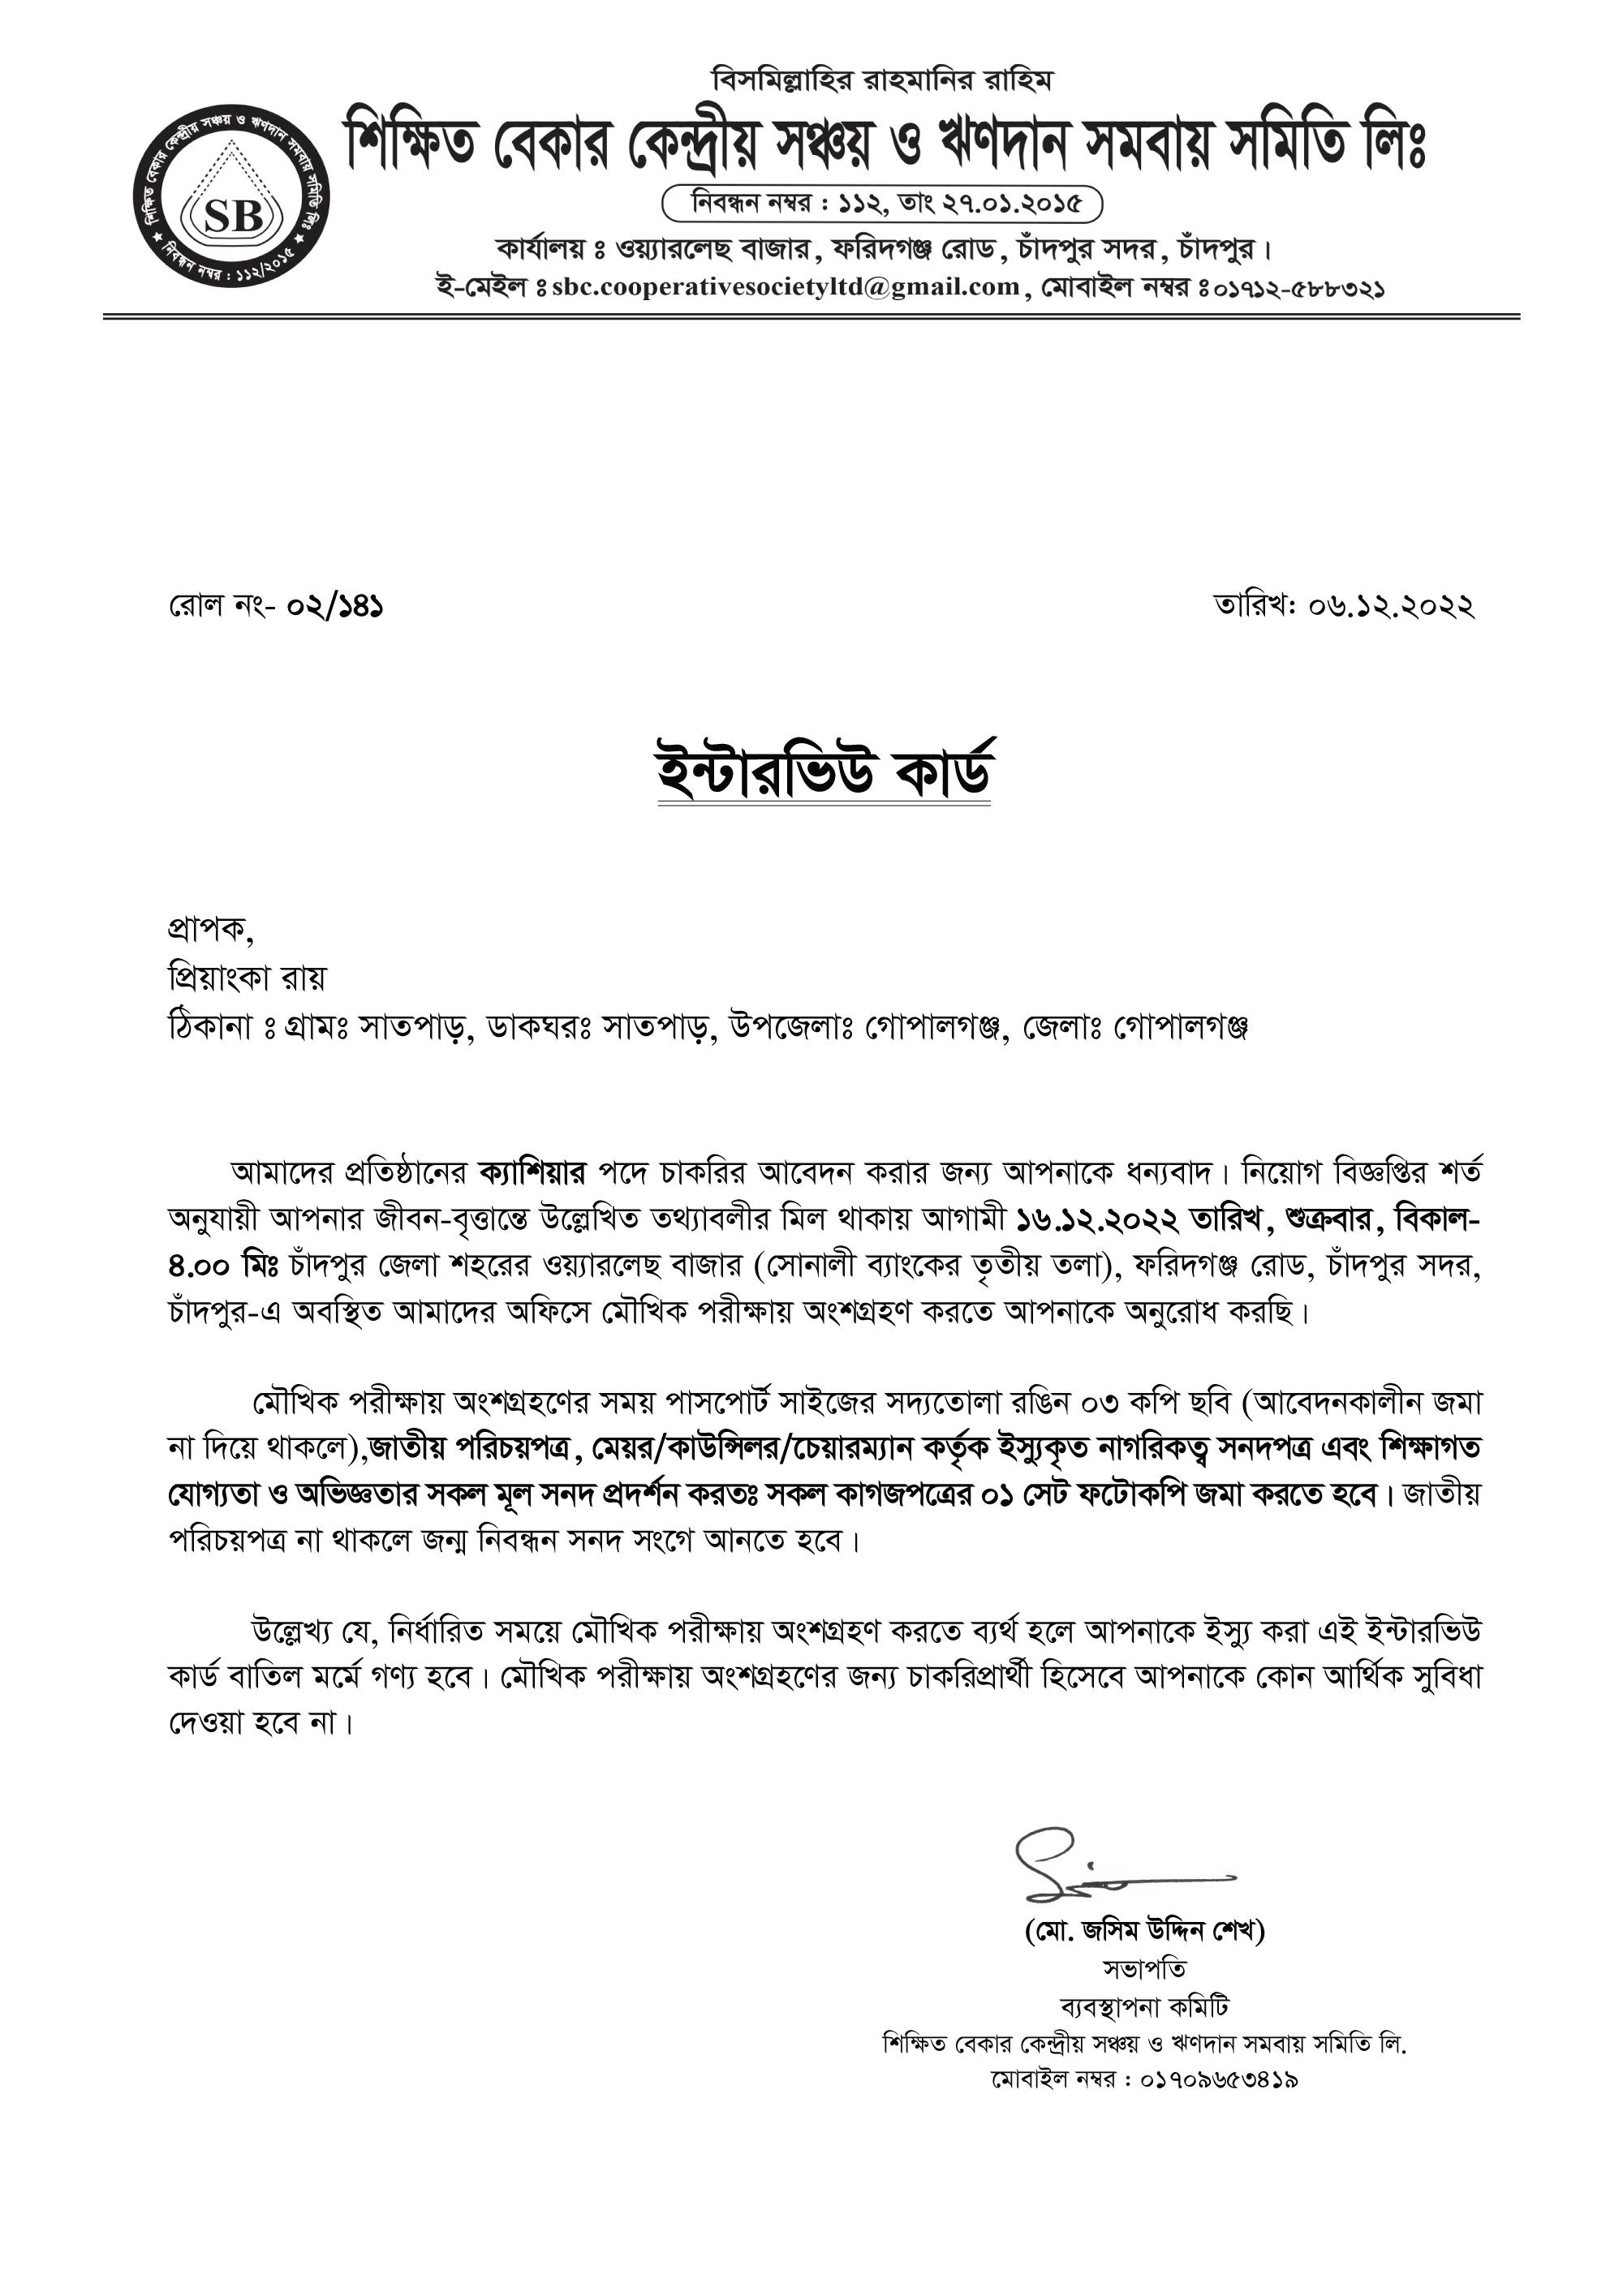 বিসমিল্লাহির রাহমানির রাহিম
শিক্ষিত বেকার কেন্দ্রীয় সঞ্চয় ও ঋণদান সমবায় সমিতি লিঃ
শিক্ষিত বেকার কেন্দ্রীয় সঞ্চয় ও ঋণদান সমবায় সমিতি লিঃ
SB
নিবন্ধন নম্বর : ১১২/২০১৫
নিবন্ধন নম্বর : ১১২, তাং ২৭.০১.২০১৫
কার্যালয় ঃ ওয়্যারলেছ বাজার, ফরিদগঞ্জ রোড, চাঁদপুর সদর, চাঁদপুর।
ই-মেইল ঃ sbc.cooperativesocietyltd@gmail.com, মোবাইল নম্বর ঃ ০১৭১২-৫৮৮৩২১
রোল নং- ০২/১৪১
তারিখ: ০৬.১২.২০২২
ইন্টারভিউ কার্ড
প্রাপক,
প্রিয়াংকা রায়
ঠিকানা ঃ গ্রামঃ সাতপাড়, ডাকঘরঃ সাতপাড়, উপজেলাঃ গোপালগঞ্জ, জেলাঃ গোপালগঞ্জ
আমাদের প্রতিষ্ঠানের ক্যাশিয়ার পদে চাকরির আবেদন করার জন্য আপনাকে ধন্যবাদ। নিয়োগ বিজ্ঞপ্তির শর্ত
অনুযায়ী আপনার জীবন-বৃত্তান্তে উল্লেখিত তথ্যাবলীর মিল থাকায় আগামী ১৬.১২.২০২২ তারিখ, শুক্রবার, বিকাল-
৪.০০ মিঃ চাঁদপুর জেলা শহরের ওয়্যারলেছ বাজার (সোনালী ব্যাংকের তৃতীয় তলা), ফরিদগঞ্জ রোড, চাঁদপুর সদর,
চাঁদপুর-এ অবস্থিত আমাদের অফিসে মৌখিক পরীক্ষায় অংশগ্রহণ করতে আপনাকে অনুরোধ করছি।
মৌখিক পরীক্ষায় অংশগ্রহণের সময় পাসপোর্ট সাইজের সদ্যতোলা রঙিন ০৩ কপি ছবি (আবেদনকালীন জমা
না দিয়ে থাকলে),জাতীয় পরিচয়পত্র, মেয়র/কাউন্সিলর/চেয়ারম্যান কর্তৃক ইস্যুকৃত নাগরিকত্ব সনদপত্র এবং শিক্ষাগত
যোগ্যতা ও অভিজ্ঞতার সকল মূল সনদ প্রদর্শন করতঃ সকল কাগজপত্রের ০১ সেট ফটোকপি জমা করতে হবে। জাতীয়
পরিচয়পত্র না থাকলে জন্ম নিবন্ধন সনদ সংগে আনতে হবে।
উল্লেখ্য যে, নির্ধারিত সময়ে মৌখিক পরীক্ষায় অংশগ্রহণ করতে ব্যর্থ হলে আপনাকে ইস্যু করা এই ইন্টারভিউ
কার্ড বাতিল মর্মে গণ্য হবে। মৌখিক পরীক্ষায় অংশগ্রহণের জন্য চাকরিপ্রার্থী হিসেবে আপনাকে কোন আর্থিক সুবিধা
দেওয়া হবে না।
(মো. জসিম উদ্দিন শেখ)
সভাপতি
ব্যবস্থাপনা কমিটি
শিক্ষিত বেকার কেন্দ্রীয় সঞ্চয় ও ঋণদান সমবায় সমিতি লি.
মোবাইল নম্বর : ০১৭০৯৬৫৩৪১৯